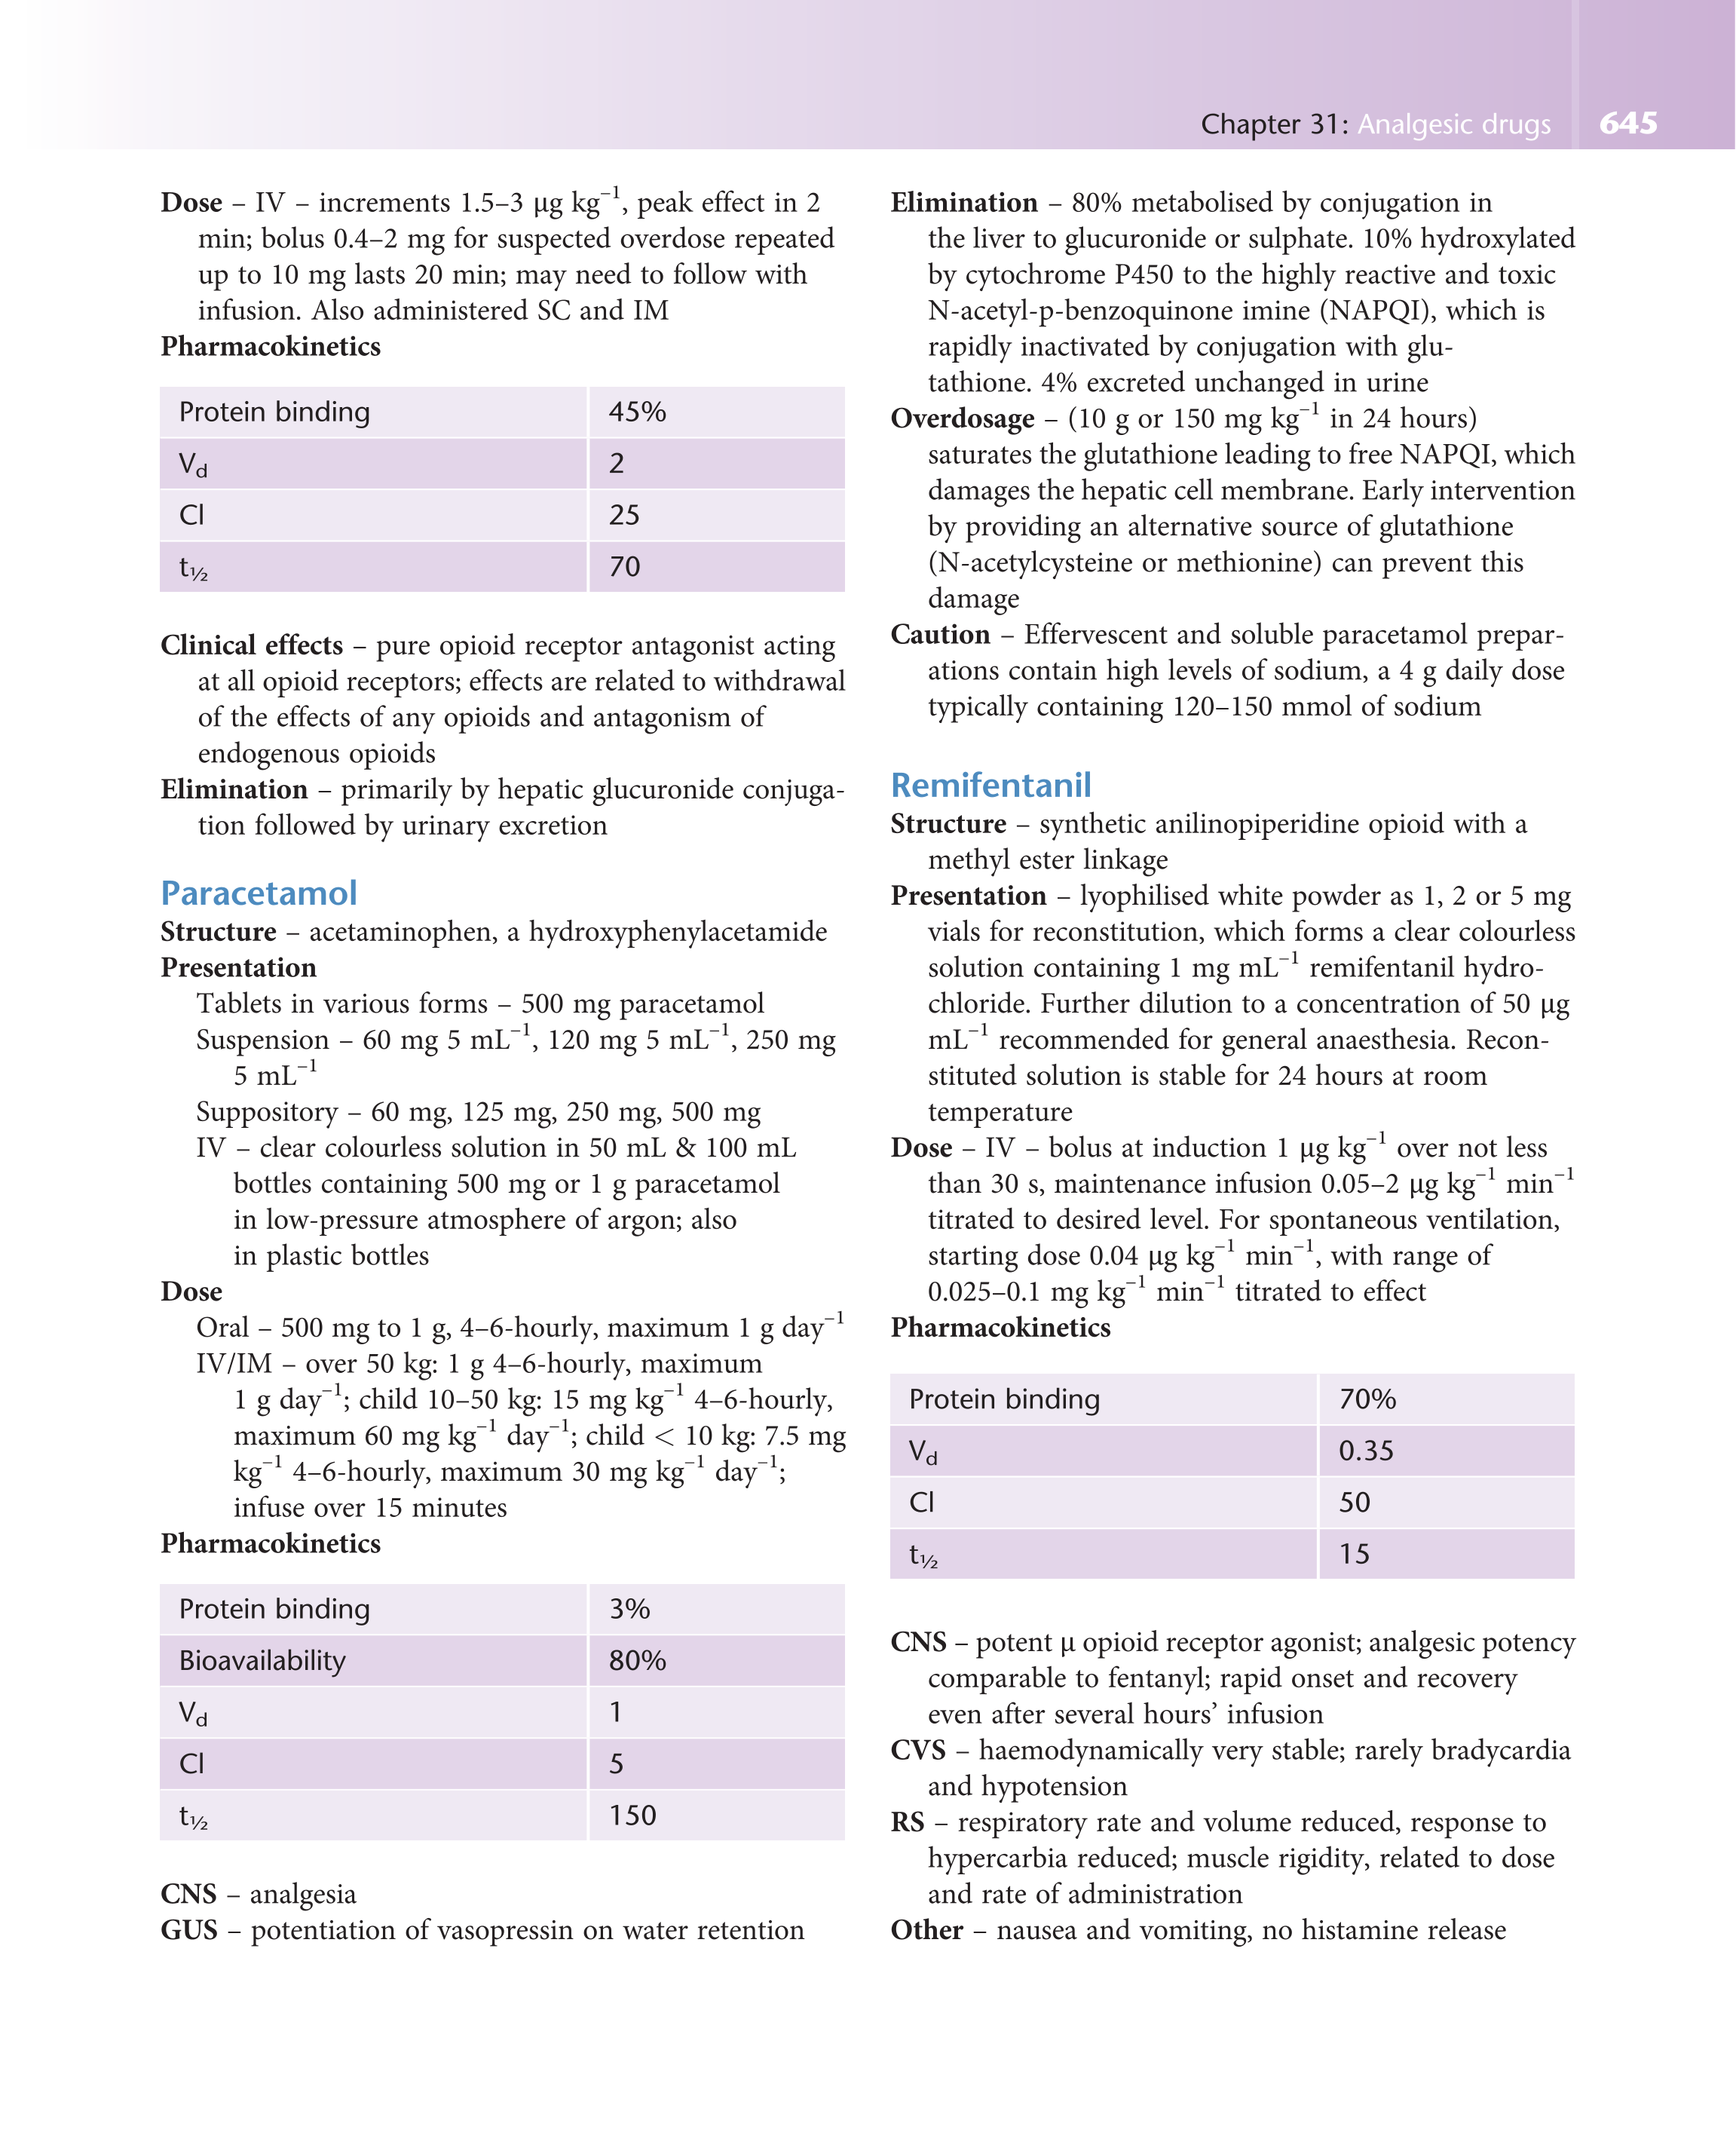 Chapter 31: Analgesic drugs 645
Dose – IV – increments 1.5–3 µg kg⁻¹, peak effect in 2
min; bolus 0.4–2 mg for suspected overdose repeated
up to 10 mg lasts 20 min; may need to follow with
infusion. Also administered SC and IM
Pharmacokinetics
Protein binding 45%
Vd 2
Cl 25
t½ 70
Clinical effects – pure opioid receptor antagonist acting
at all opioid receptors; effects are related to withdrawal
of the effects of any opioids and antagonism of
endogenous opioids
Elimination – primarily by hepatic glucuronide conjuga-
tion followed by urinary excretion
Paracetamol
Structure – acetaminophen, a hydroxyphenylacetamide
Presentation
Tablets in various forms – 500 mg paracetamol
Suspension – 60 mg 5 mL⁻¹, 120 mg 5 mL⁻¹, 250 mg
5 mL⁻¹
Suppository – 60 mg, 125 mg, 250 mg, 500 mg
IV – clear colourless solution in 50 mL & 100 mL
bottles containing 500 mg or 1 g paracetamol
in low-pressure atmosphere of argon; also
in plastic bottles
Dose
Oral – 500 mg to 1 g, 4–6-hourly, maximum 1 g day⁻¹
IV/IM – over 50 kg: 1 g 4–6-hourly, maximum
1 g day⁻¹; child 10–50 kg: 15 mg kg⁻¹ 4–6-hourly,
maximum 60 mg kg⁻¹ day⁻¹; child < 10 kg: 7.5 mg
kg⁻¹ 4–6-hourly, maximum 30 mg kg⁻¹ day⁻¹;
infuse over 15 minutes
Pharmacokinetics
Protein binding 3%
Bioavailability 80%
Vd 1
Cl 5
t½ 150
CNS – analgesia
GUS – potentiation of vasopressin on water retention
Elimination – 80% metabolised by conjugation in
the liver to glucuronide or sulphate. 10% hydroxylated
by cytochrome P450 to the highly reactive and toxic
N-acetyl-p-benzoquinone imine (NAPQI), which is
rapidly inactivated by conjugation with glu-
tathione. 4% excreted unchanged in urine
Overdosage – (10 g or 150 mg kg⁻¹ in 24 hours)
saturates the glutathione leading to free NAPQI, which
damages the hepatic cell membrane. Early intervention
by providing an alternative source of glutathione
(N-acetylcysteine or methionine) can prevent this
damage
Caution – Effervescent and soluble paracetamol prepar-
ations contain high levels of sodium, a 4 g daily dose
typically containing 120–150 mmol of sodium
Remifentanil
Structure – synthetic anilinopiperidine opioid with a
methyl ester linkage
Presentation – lyophilised white powder as 1, 2 or 5 mg
vials for reconstitution, which forms a clear colourless
solution containing 1 mg mL⁻¹ remifentanil hydro-
chloride. Further dilution to a concentration of 50 µg
mL⁻¹ recommended for general anaesthesia. Recon-
stituted solution is stable for 24 hours at room
temperature
Dose – IV – bolus at induction 1 µg kg⁻¹ over not less
than 30 s, maintenance infusion 0.05–2 µg kg⁻¹ min⁻¹
titrated to desired level. For spontaneous ventilation,
starting dose 0.04 µg kg⁻¹ min⁻¹, with range of
0.025–0.1 mg kg⁻¹ min⁻¹ titrated to effect
Pharmacokinetics
Protein binding 70%
Vd 0.35
Cl 50
t½ 15
CNS – potent µ opioid receptor agonist; analgesic potency
comparable to fentanyl; rapid onset and recovery
even after several hours’ infusion
CVS – haemodynamically very stable; rarely bradycardia
and hypotension
RS – respiratory rate and volume reduced, response to
hypercarbia reduced; muscle rigidity, related to dose
and rate of administration
Other – nausea and vomiting, no histamine release